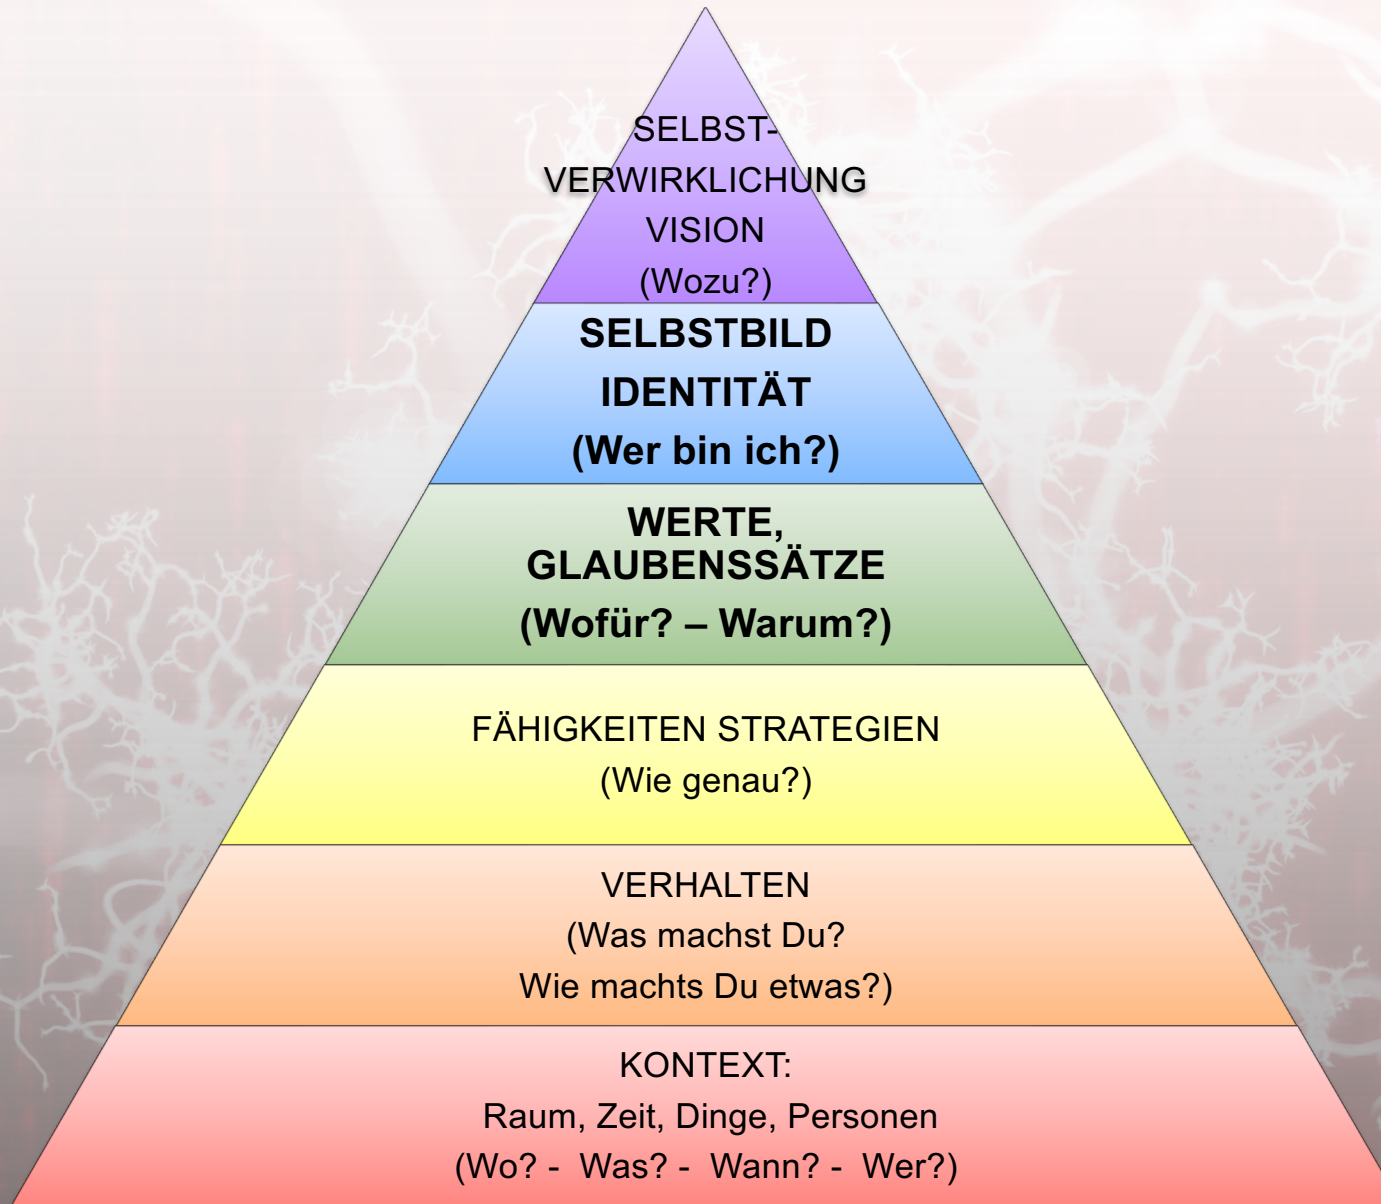 SELBST-
VERWIRKLICHUNG
VISION
(Wozu?)
SELBSTBILD
IDENTITÄT
(Wer bin ich?)
WERTE,
GLAUBENSSÄTZE
(Wofür? – Warum?)
FÄHIGKEITEN STRATEGIEN
(Wie genau?)
VERHALTEN
(Was machst Du?
Wie machts Du etwas?)
KONTEXT:
Raum, Zeit, Dinge, Personen
(Wo? - Was? - Wann? - Wer?)